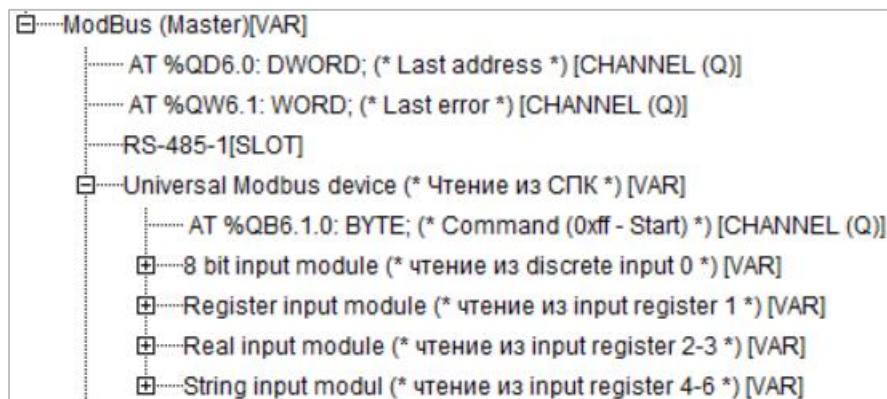 ModBus (Master)[VAR]
AT %QD6.0: DWORD; (* Last address *) [CHANNEL (Q)]
AT %QW6.1: WORD; (* Last error *) [CHANNEL (Q)]
RS-485-1[SLOT]
Universal Modbus device (* Чтение из СПК *) [VAR]
AT %QB6.1.0: BYTE; (* Command (0xff - Start) *) [CHANNEL (Q)]
8 bit input module (* чтение из discrete input 0 *) [VAR]
Register input module (* чтение из input register 1 *) [VAR]
Real input module (* чтение из input register 2-3 *) [VAR]
String input modul (* чтение из input register 4-6 *) [VAR]